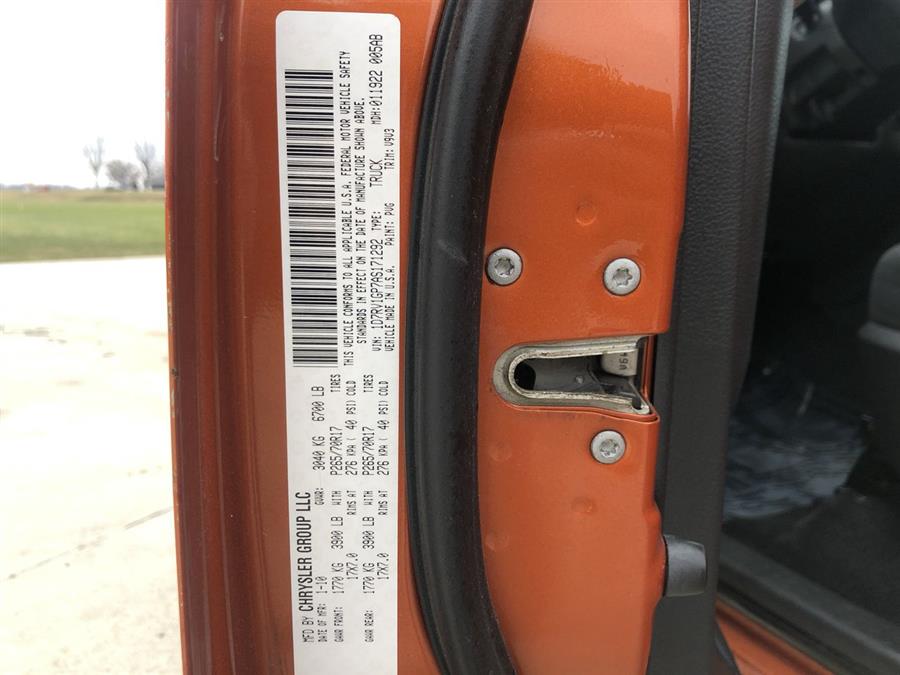 MFD BY CHRYSLER GROUP LLC
DATE OF MFR: 1-10 GVWR: 3040 KG 6700 LB
GAWR FRONT: 1770 KG 3900 LB WITH P265/70R17 TIRES
17X7.0 RIMS AT 276 KPA ( 40 PSI) COLD
GAWR REAR: 1770 KG 3900 LB WITH P265/70R17 TIRES
17X7.0 RIMS AT 276 KPA ( 40 PSI) COLD
THIS VEHICLE CONFORMS TO ALL APPLICABLE U.S.A. FEDERAL MOTOR VEHICLE SAFETY
STANDARDS IN EFFECT ON THE DATE OF MANUFACTURE SHOWN ABOVE.
VIN: 1D7RV1GP7AS171292 TYPE: TRUCK MDH:011922 005AB
VEHICLE MADE IN U.S.A. PAINT: PVG TRIM: V9V3